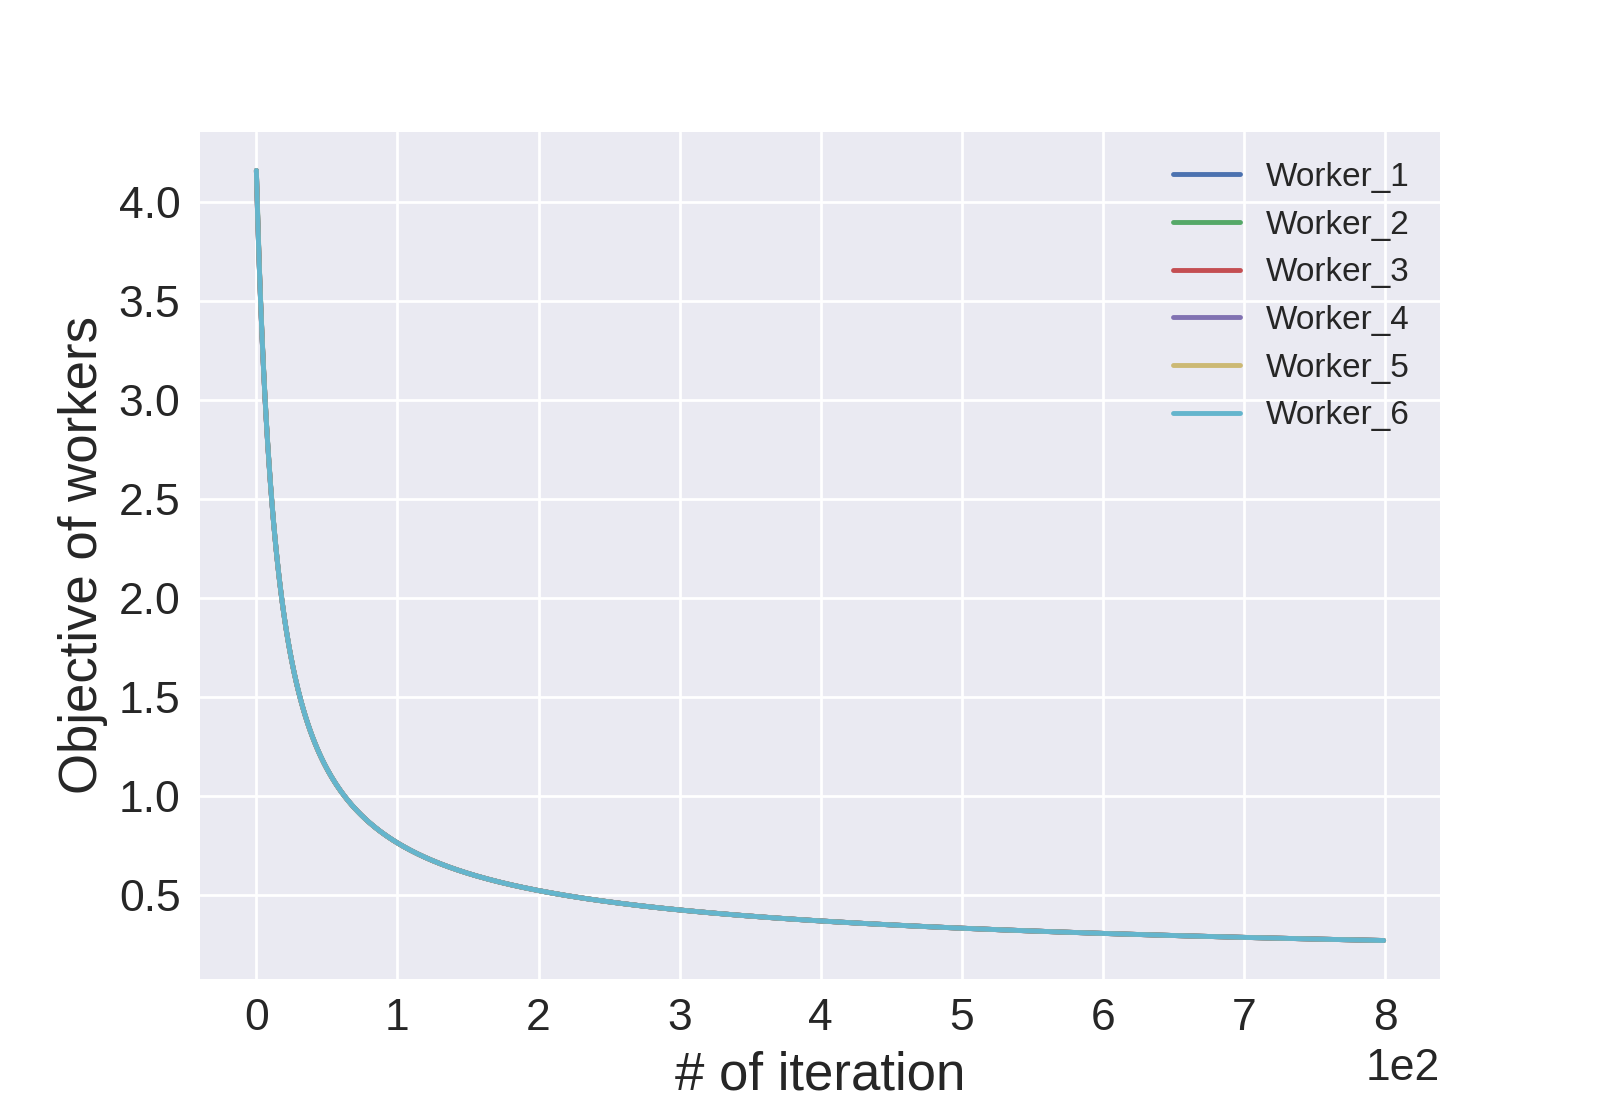 Objective of workers
4.0
3.5
3.0
2.5
2.0
1.5
1.0
0.5
Worker_1
Worker_2
Worker_3
Worker_4
Worker_5
Worker_6
0 1 2 3 4 5 6 7 8
1e2
# of iteration